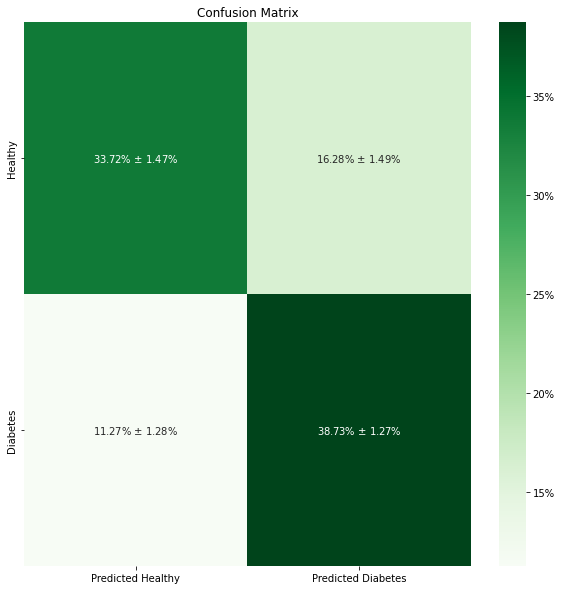 Confusion Matrix
Healthy
33.72% ± 1.47%
16.28% ± 1.49%
Diabetes
11.27% ± 1.28%
38.73% ± 1.27%
Predicted Healthy
Predicted Diabetes
35%
30%
25%
20%
15%